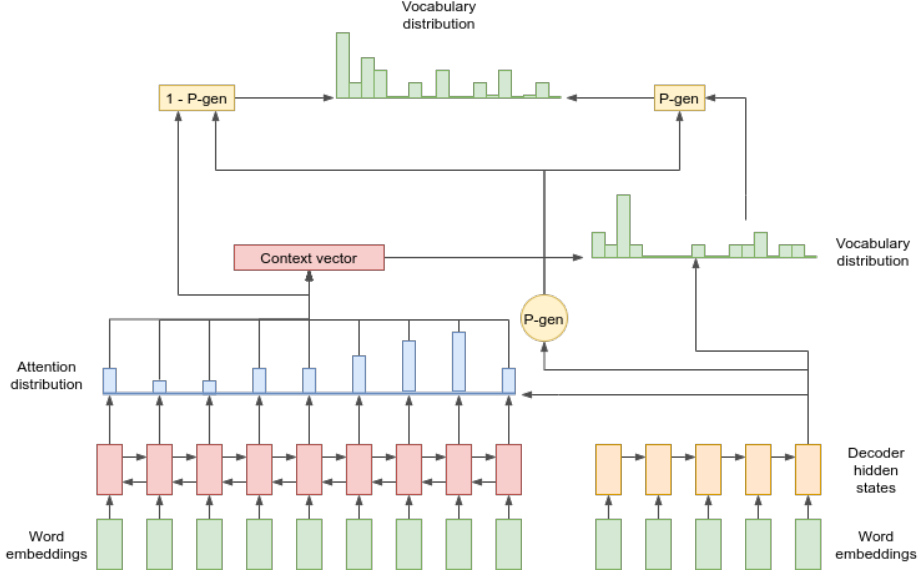 Vocabulary
distribution
1 - P-gen
P-gen
Context vector
Vocabulary
distribution
P-gen
Attention
distribution
Decoder
hidden
states
Word
embeddings
Word
embeddings